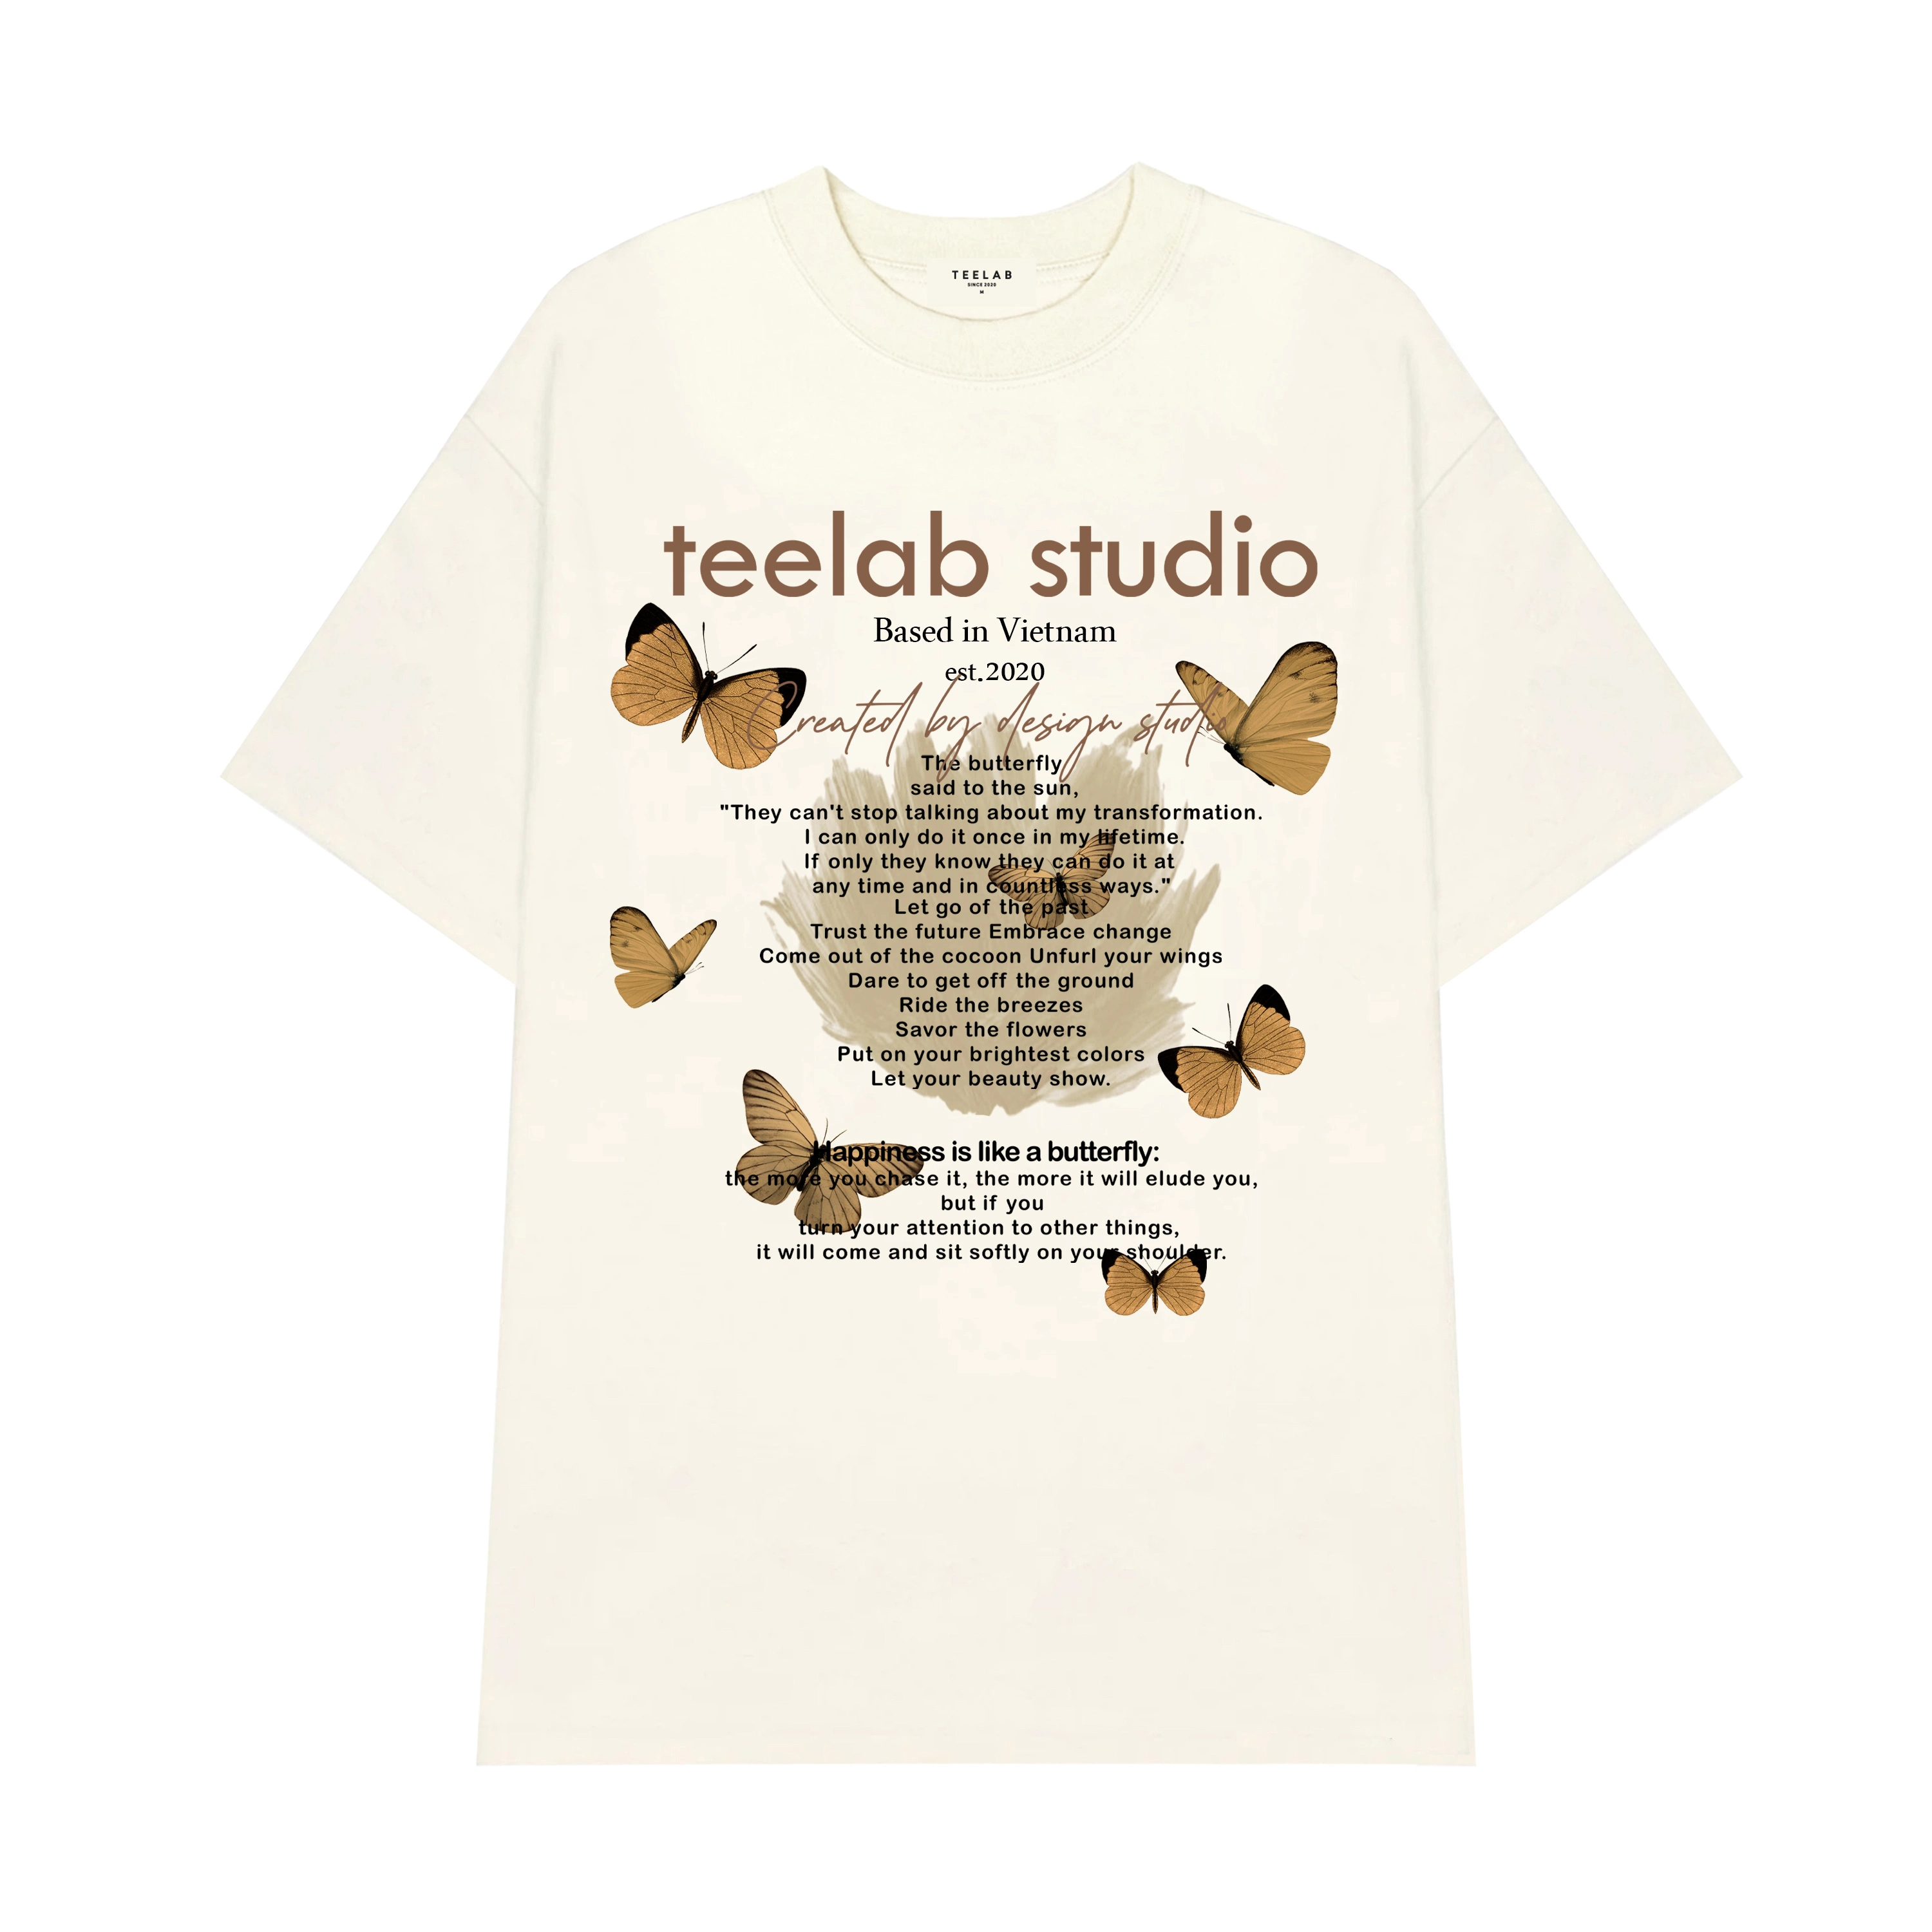 TEELAB
SINCE 2020
M
teelab studio
Based in Vietnam
est.2020
Created by design studio
The butterfly
said to the sun,
"They can't stop talking about my transformation.
I can only do it once in my lifetime.
If only they know they can do it at
any time and in countless ways."
Let go of the past
Trust the future Embrace change
Come out of the cocoon Unfurl your wings
Dare to get off the ground
Ride the breezes
Savor the flowers
Put on your brightest colors
Let your beauty show.
Happiness is like a butterfly:
the more you chase it, the more it will elude you,
but if you
turn your attention to other things,
it will come and sit softly on your shoulder.